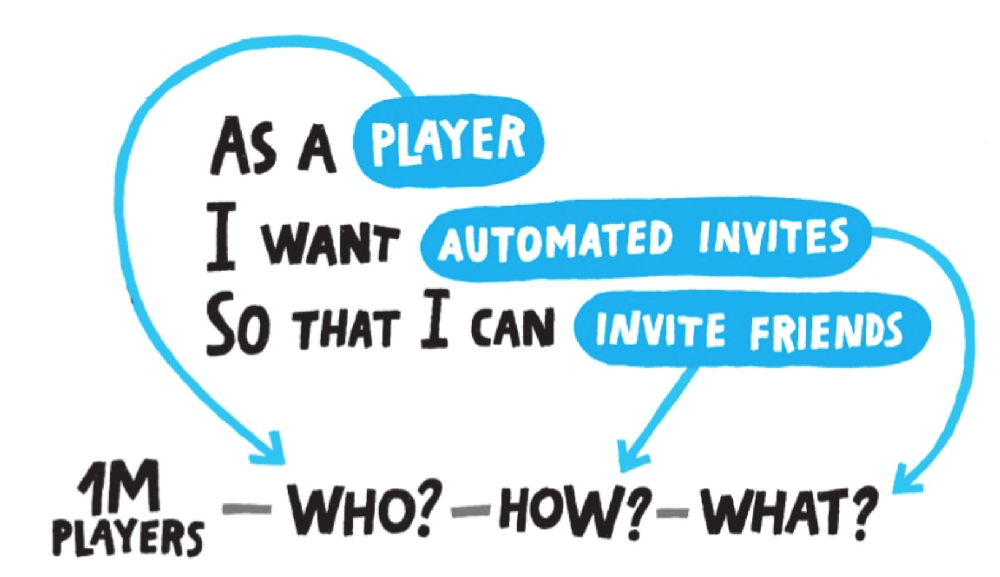 AS A PLAYER
I WANT AUTOMATED INVITES
SO THAT I CAN INVITE FRIENDS
1M
PLAYERS
— WHO? — HOW? — WHAT?